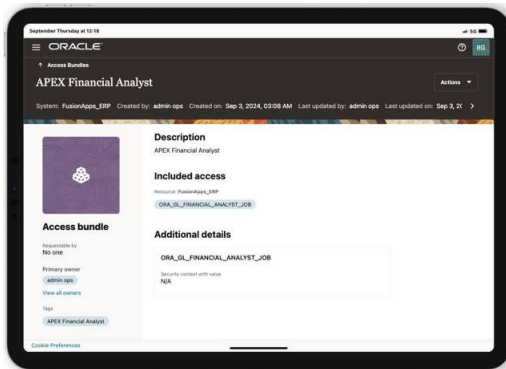 September Thursday at 12:18
5G
ORACLE
RG
Access Bundles
APEX Financial Analyst
Actions
System: FusionApps_ERP Created by: admin ops Created on: Sep 3, 2024, 03:08 AM Last updated by: admin ops Last updated on: Sep 3, 2(
Description
APEX Financial Analyst
Included access
Resource: FusionApps_ERP
ORA_GL_FINANCIAL_ANALYST_JOB
Access bundle
Requestable by
No one
Primary owner
admin ops
View all owners
Tags
APEX Financial Analyst
Additional details
ORA_GL_FINANCIAL_ANALYST_JOB
Security context with value
N/A
Cookie Preferences